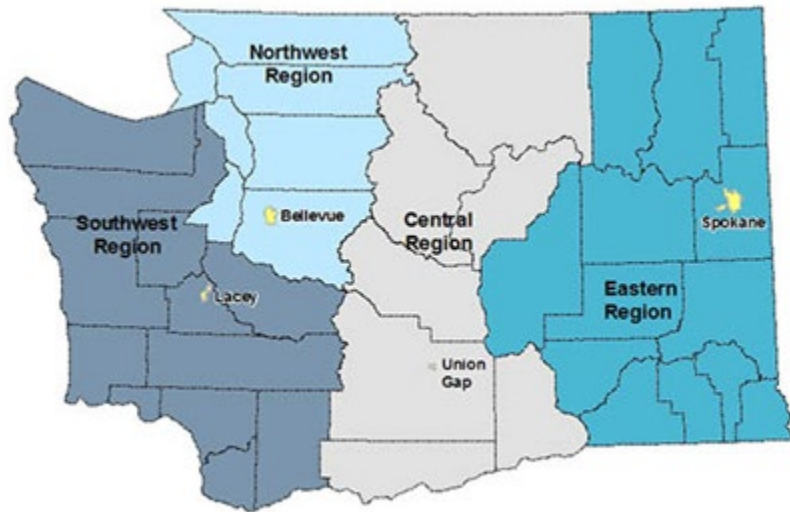 Northwest
Region
Southwest
Region
Bellevue
Central
Region
Spokane
Lacey
Eastern
Region
Union
Gap